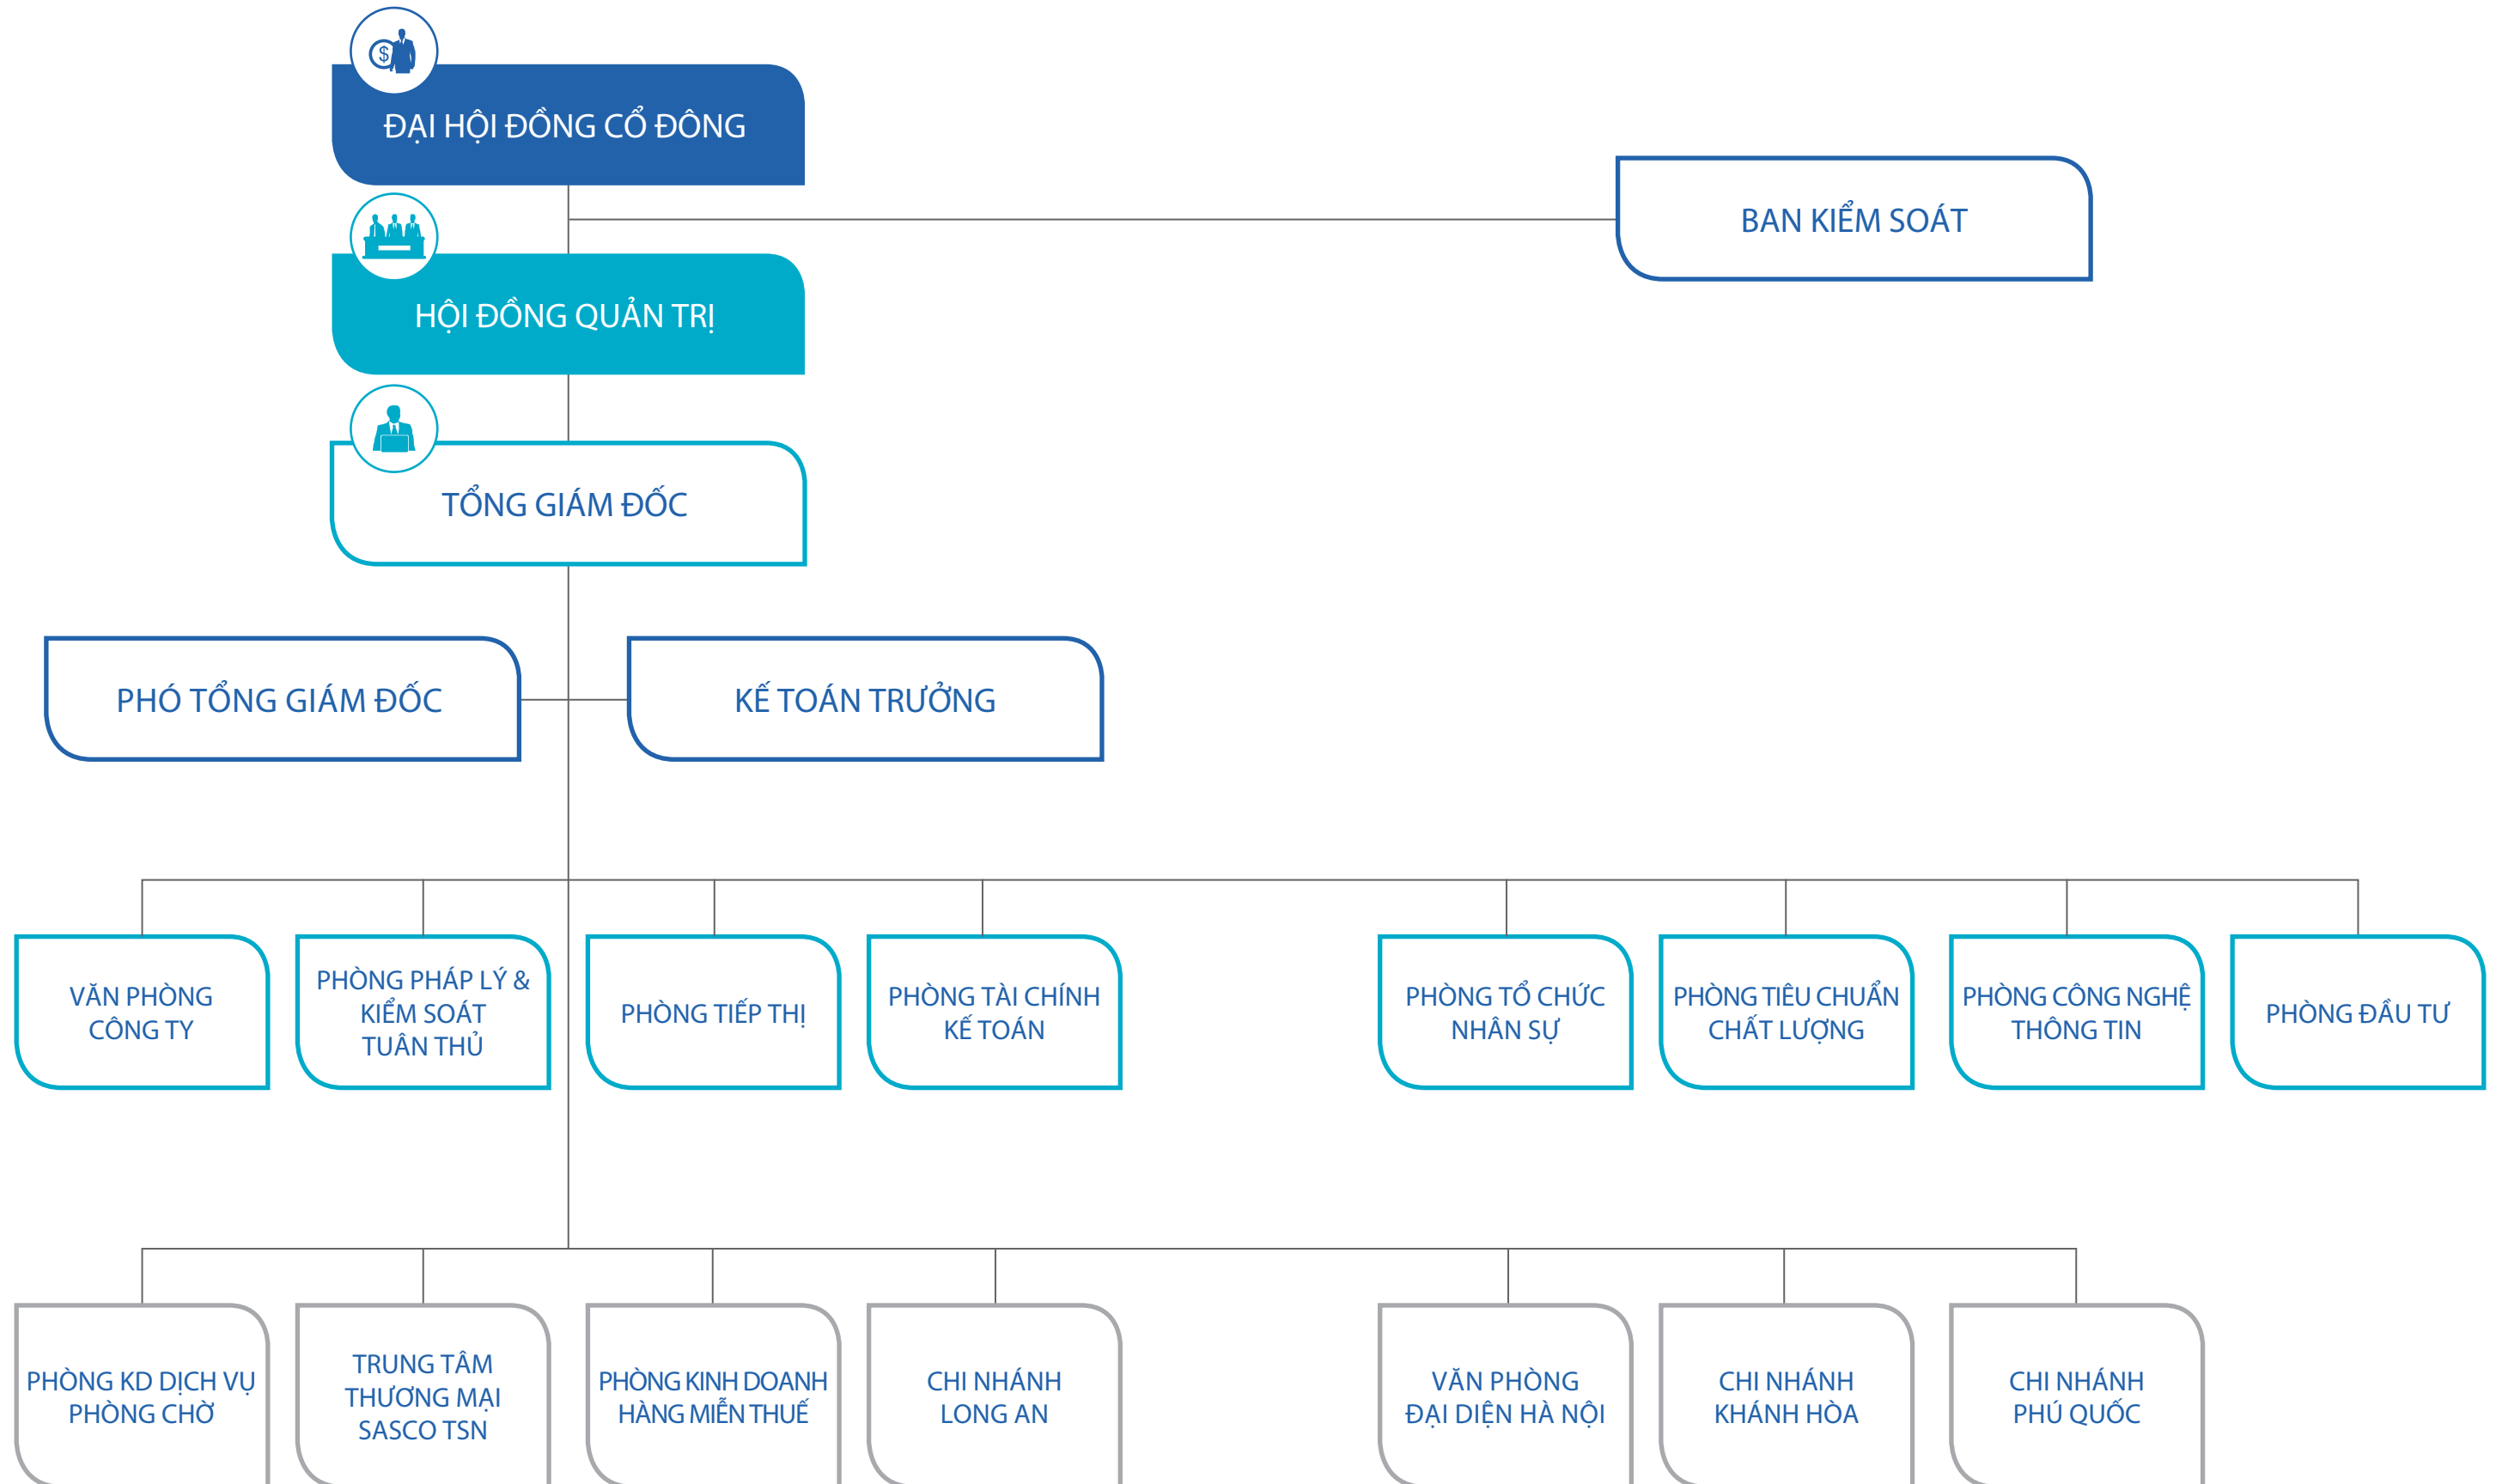 ĐẠI HỘI ĐỒNG CỔ ĐÔNG
BAN KIỂM SOÁT
HỘI ĐỒNG QUẢN TRỊ
TỔNG GIÁM ĐỐC
PHÓ TỔNG GIÁM ĐỐC
KẾ TOÁN TRƯỞNG
VĂN PHÒNG
CÔNG TY
PHÒNG PHÁP LÝ &
KIỂM SOÁT
TUÂN THỦ
PHÒNG TIẾP THỊ
PHÒNG TÀI CHÍNH
KẾ TOÁN
PHÒNG TỔ CHỨC
NHÂN SỰ
PHÒNG TIÊU CHUẨN
CHẤT LƯỢNG
PHÒNG CÔNG NGHỆ
THÔNG TIN
PHÒNG ĐẦU TƯ
PHÒNG KD DỊCH VỤ
PHÒNG CHỜ
TRUNG TÂM
THƯƠNG MẠI
SASCO TSN
PHÒNG KINH DOANH
HÀNG MIỄN THUẾ
CHI NHÁNH
LONG AN
VĂN PHÒNG
ĐẠI DIỆN HÀ NỘI
CHI NHÁNH
KHÁNH HÒA
CHI NHÁNH
PHÚ QUỐC